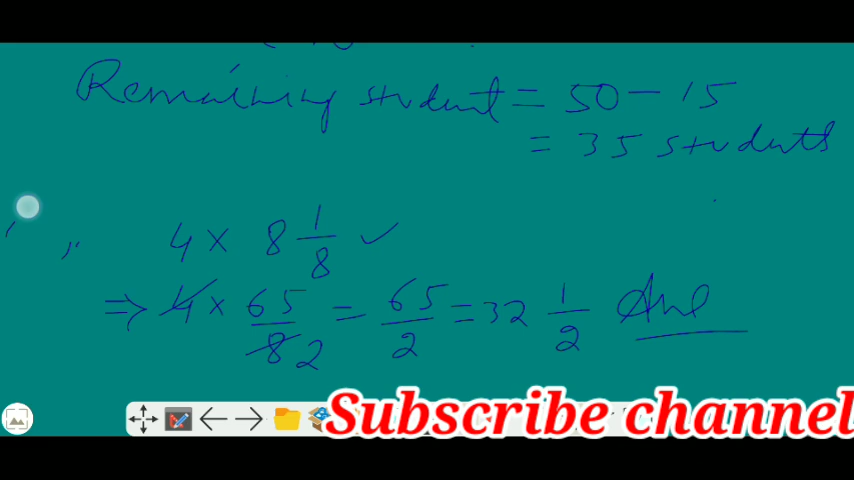 Remaining student = 50 - 15
= 35 students
4 × 8 1/8 ✓
⇒ 4 × 65/8 2 = 65/2 = 32 1/2 Ans
Subscribe channel